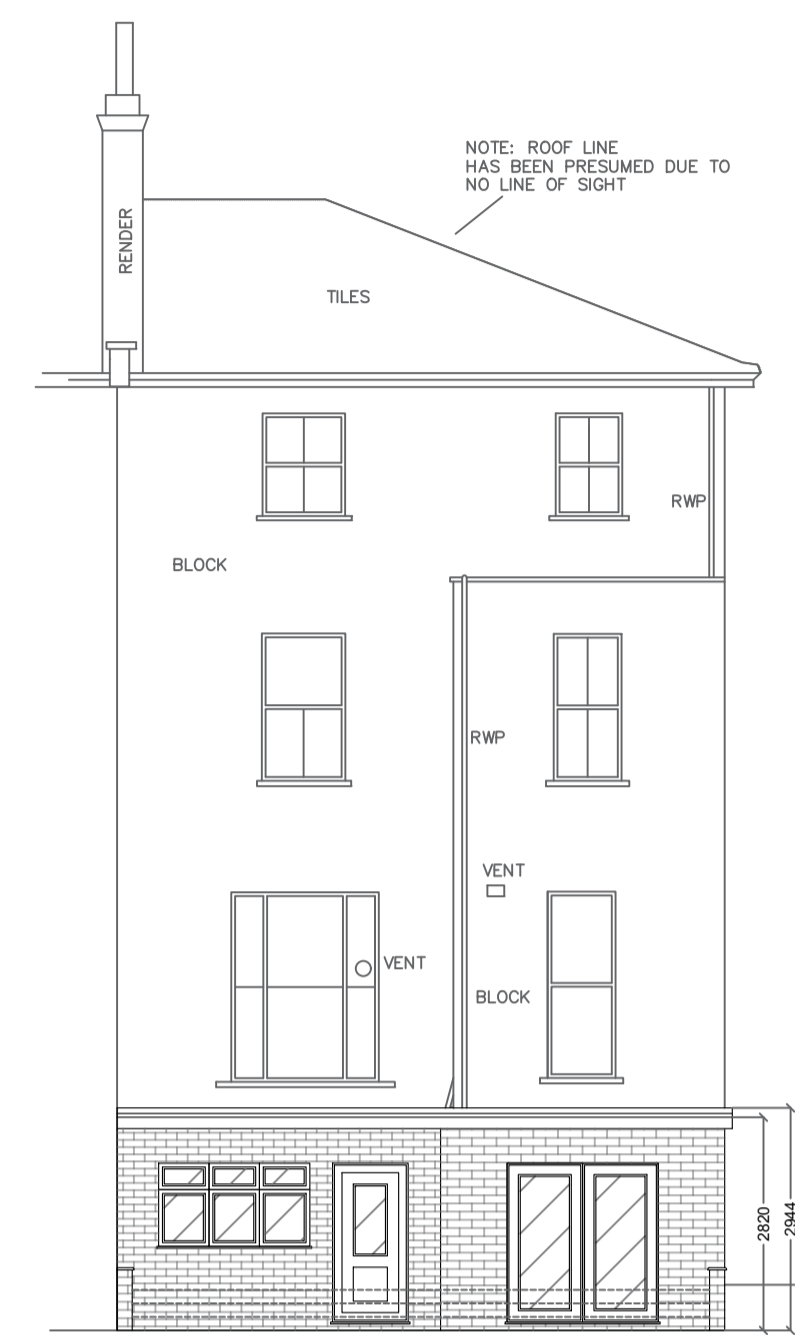 NOTE: ROOF LINE
HAS BEEN PRESUMED DUE TO
NO LINE OF SIGHT
RENDER
TILES
RWP
BLOCK
RWP
VENT
VENT
BLOCK
2820
2944